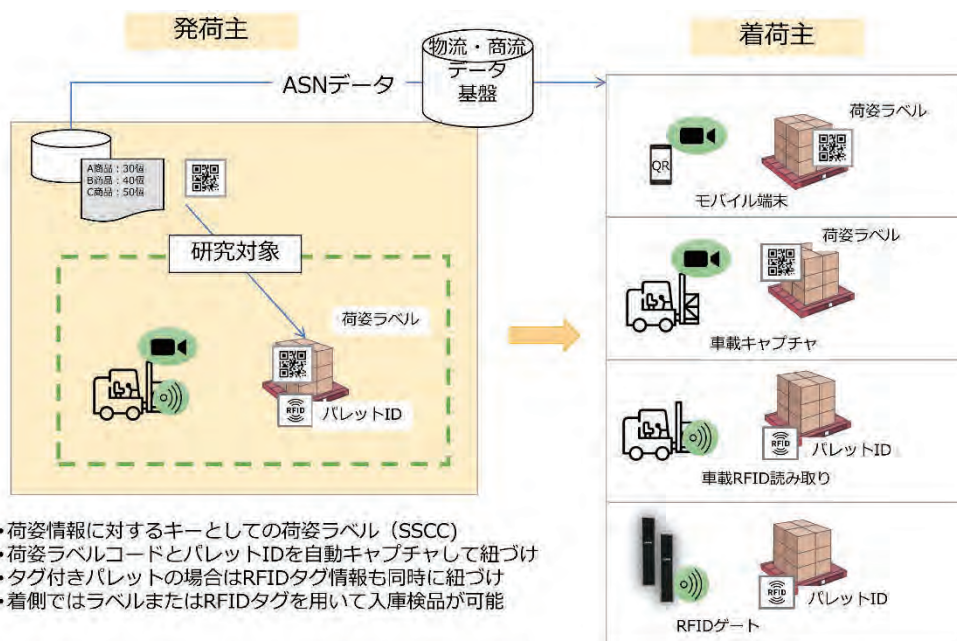 発荷主
着荷主
物流・商流
データ
基盤
ASNデータ
A商品：30個
B商品：40個
C商品：50個
研究対象
荷姿ラベル
RFID
パレットID
荷姿ラベル
QR
モバイル端末
荷姿ラベル
車載キャプチャ
RFID
パレットID
車載RFID読み取り
RFID
パレットID
RFIDゲート
・荷姿情報に対するキーとしての荷姿ラベル（SSCC)
・荷姿ラベルコードとパレットIDを自動キャプチャして紐づけ
・タグ付きパレットの場合はRFIDタグ情報も同時に紐づけ
・着側ではラベルまたはRFIDタグを用いて入庫検品が可能